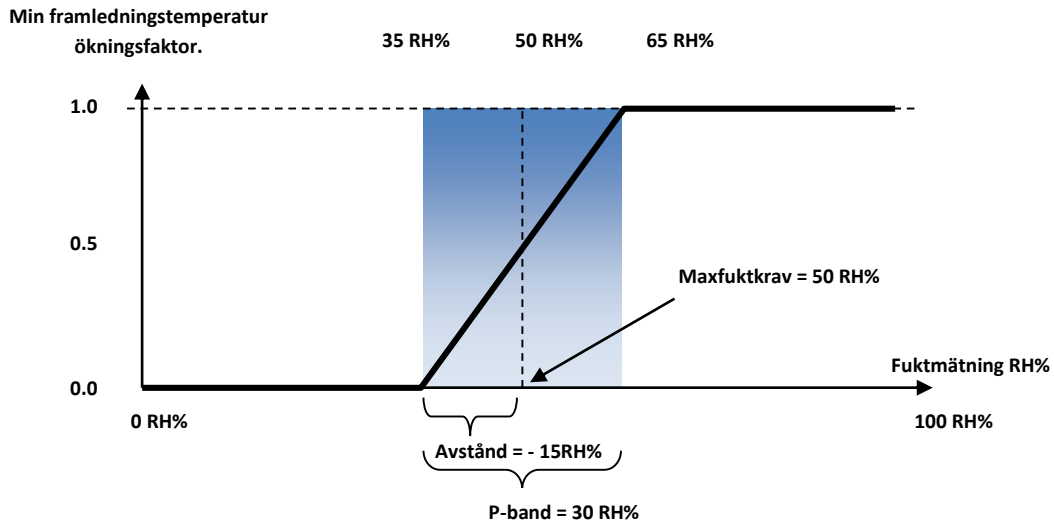 Min framledningstemperatur
ökningsfaktor.
35 RH%
50 RH%
65 RH%
1.0
0.5
Maxfuktkrav = 50 RH%
Fuktmätning RH%
0.0
0 RH%
100 RH%
Avstånd = - 15RH%
P-band = 30 RH%